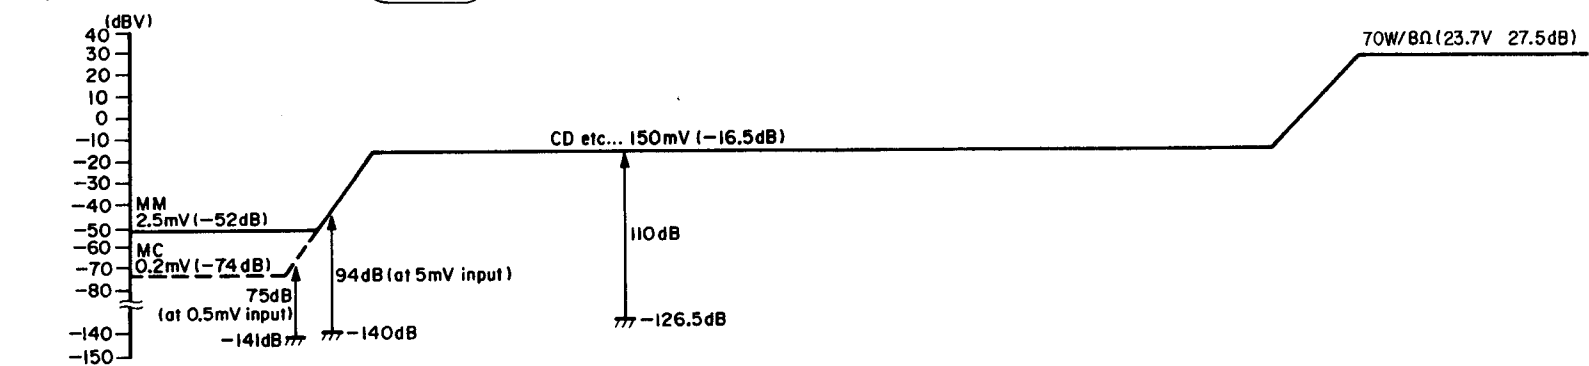 (dBV)
40
30
20
10
0
-10
-20
-30
-40
-50
-60
-70
-80
-140
-150
MM
2.5mV (-52dB)
MC
0.2mV (-74dB)
75dB
(at 0.5mV input)
-141dB
94dB (at 5mV input)
-140dB
CD etc... 150mV (-16.5dB)
110dB
-126.5dB
70W/8Ω (23.7V 27.5dB)